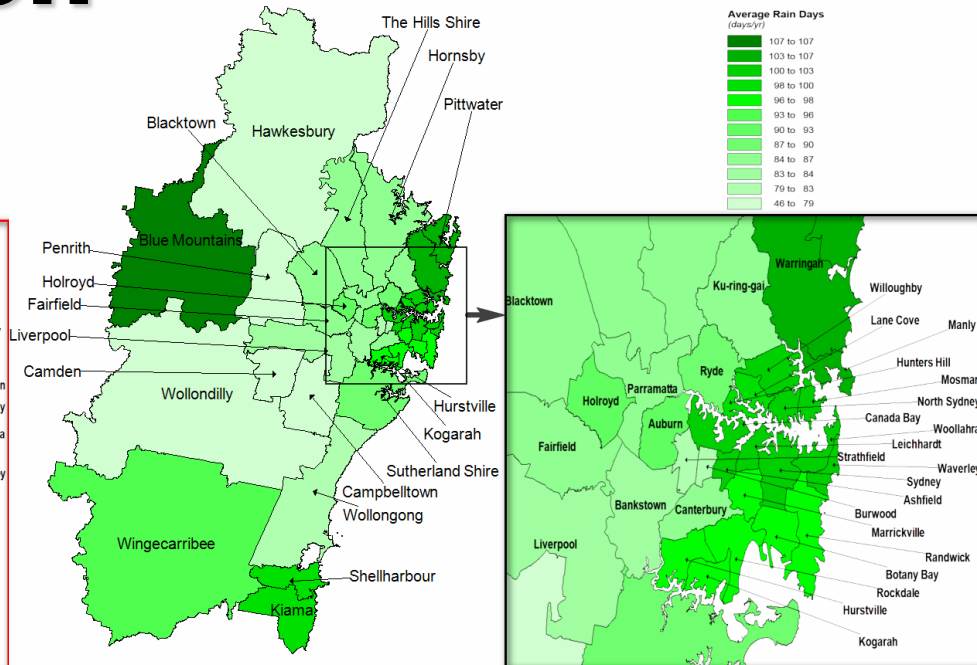 The Hills Shire
Hornsby
Pittwater
Blacktown
Hawkesbury
Blue Mountains
Penrith
Holroyd
Fairfield
Liverpool
Camden
Wollondilly
Hurstville
Kogarah
Sutherland Shire
Campbelltown
Wollongong
Wingecarribee
Shellharbour
Kiama
Average Rain Days
(days/yr)
107 to 107
103 to 107
100 to 103
98 to 100
96 to 98
93 to 96
90 to 93
87 to 90
84 to 87
83 to 84
79 to 83
46 to 79
Warringah
Ku-ring-gai
Willoughby
Blacktown
Lane Cove
Manly
Hunters Hill
Ryde
Mosman
Parramatta
North Sydney
Holroyd
Canada Bay
Auburn
Woollahra
Leichhardt
Fairfield
Strathfield
Waverley
Sydney
Ashfield
Bankstown
Canterbury
Burwood
Marrickville
Liverpool
Randwick
Botany Bay
Rockdale
Hurstville
Kogarah